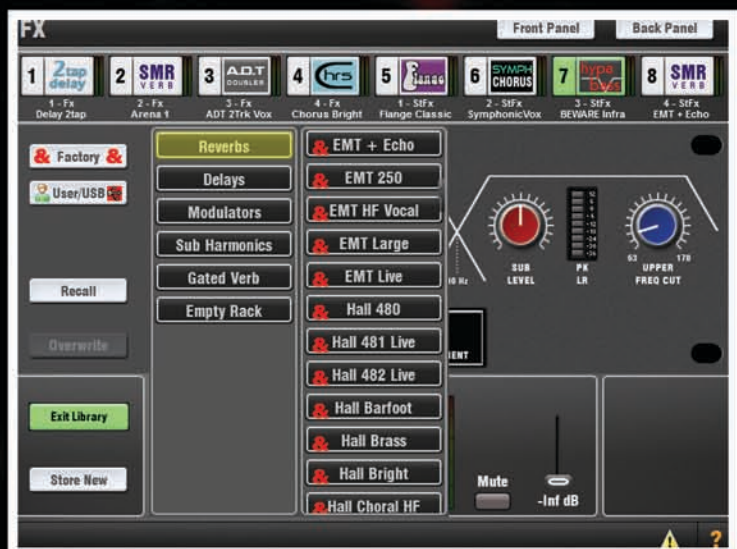 FX
Front Panel
Back Panel
1 2tap delay
2 SMR VERB
3 A.D.T DOUBLER
4 Chrs
5 flange
6 SYMPH CHORUS
7 hypa bass
8 SMR VERB
1 - Fx
Delay 2tap
2 - Fx
Arena 1
3 - Fx
ADT 2Trk Vox
4 - Fx
Chorus Bright
1 - StFx
Flange Classic
2 - StFx
SymphonicVox
3 - StFx
BEWARE Infra
4 - StFx
EMT + Echo
& Factory &
User/USB
Recall
Overwrite
Exit Library
Store New
Reverbs
Delays
Modulators
Sub Harmonics
Gated Verb
Empty Rack
& EMT + Echo
& EMT 250
& EMT HF Vocal
& EMT Large
& EMT Live
& Hall 480
& Hall 481 Live
& Hall 482 Live
& Hall Barfoot
& Hall Brass
& Hall Bright
& Hall Choral HF
Hz
SUB
LEVEL
PK
LR
63 170
UPPER
FREQ CUT
Mute
-Inf dB
?